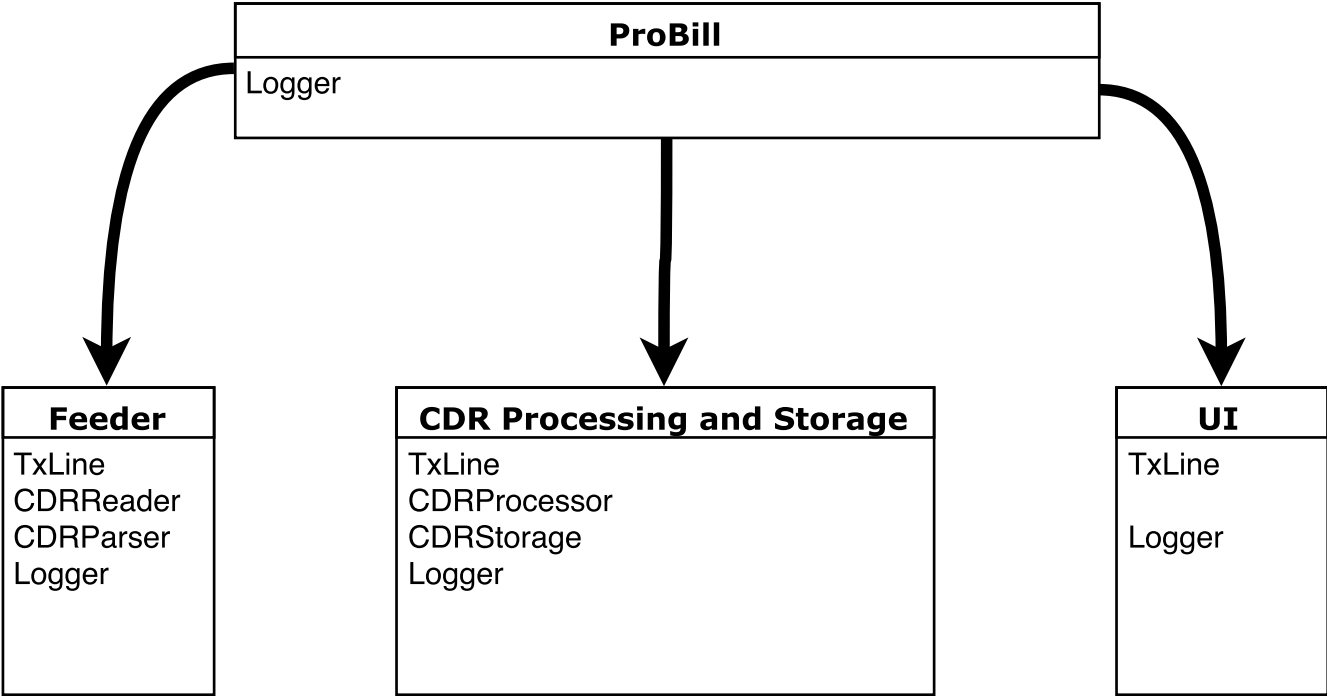 ProBill
Logger
Feeder
TxLine
CDRReader
CDRParser
Logger
CDR Processing and Storage
TxLine
CDRProcessor
CDRStorage
Logger
UI
TxLine
Logger